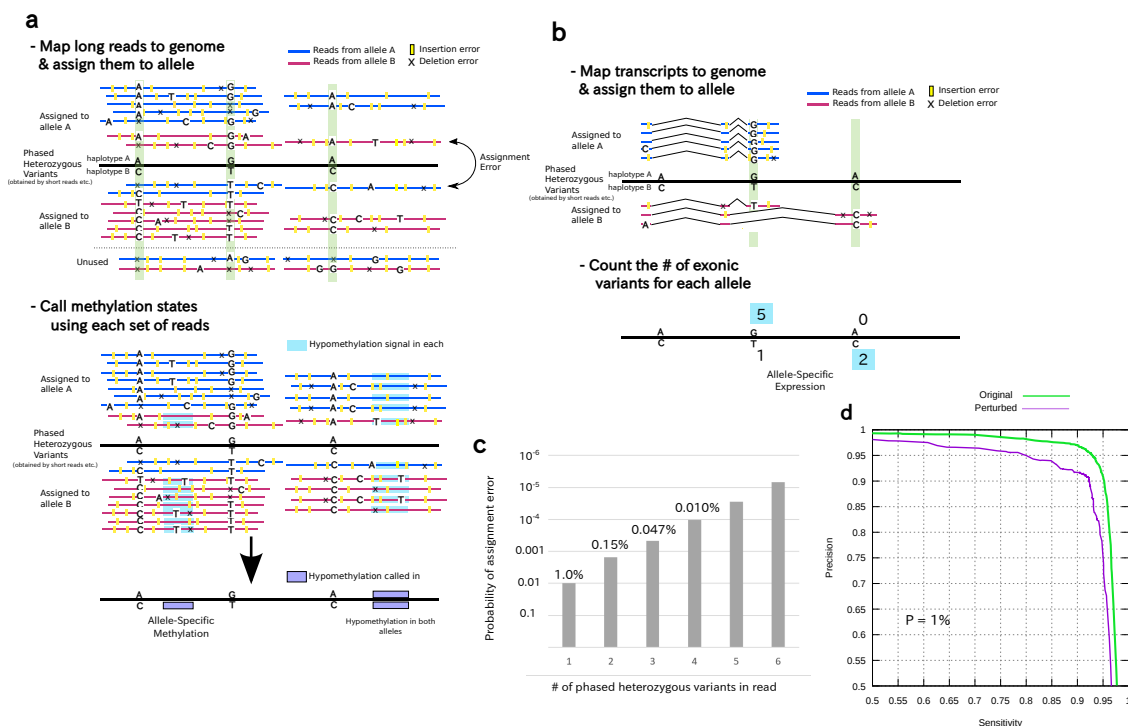 a
- Map long reads to genome
& assign them to allele
Reads from allele A
Reads from allele B
Insertion error
Deletion error
Assigned to
allele A
Phased
Heterozygous
Variants
(obtained by short reads etc.)
haplotype A
haplotype B
A G A
C T C
Assignment
Error
Assigned to
allele B
Unused
- Call methylation states
using each set of reads
Hypomethylation signal in each
Assigned to
allele A
Phased
Heterozygous
Variants
(obtained by short reads etc.)
A G A
C T C
Assigned to
allele B
Hypomethylation called in
A G A
C T C
Allele-Specific
Methylation
Hypomethylation in both
alleles
b
- Map transcripts to genome
& assign them to allele
Reads from allele A
Reads from allele B
Insertion error
Deletion error
Assigned to
allele A
Phased
Heterozygous
Variants
(obtained by short reads etc.)
haplotype A
haplotype B
A G A
C T C
Assigned to
allele B
- Count the # of exonic
variants for each allele
5 0
A G A
C T C
1 2
Allele-Specific
Expression
c
Probability of assignment error
10-6
10-5
10-4
0.001
0.01
0.1
1.0%
0.15%
0.047%
0.010%
1 2 3 4 5 6
# of phased heterozygous variants in read
d
Original
Perturbed
Precision
1
0.95
0.9
0.85
0.8
0.75
0.7
0.65
0.6
0.55
0.5
P = 1%
0.5 0.55 0.6 0.65 0.7 0.75 0.8 0.85 0.9 0.95 1
Sensitivity